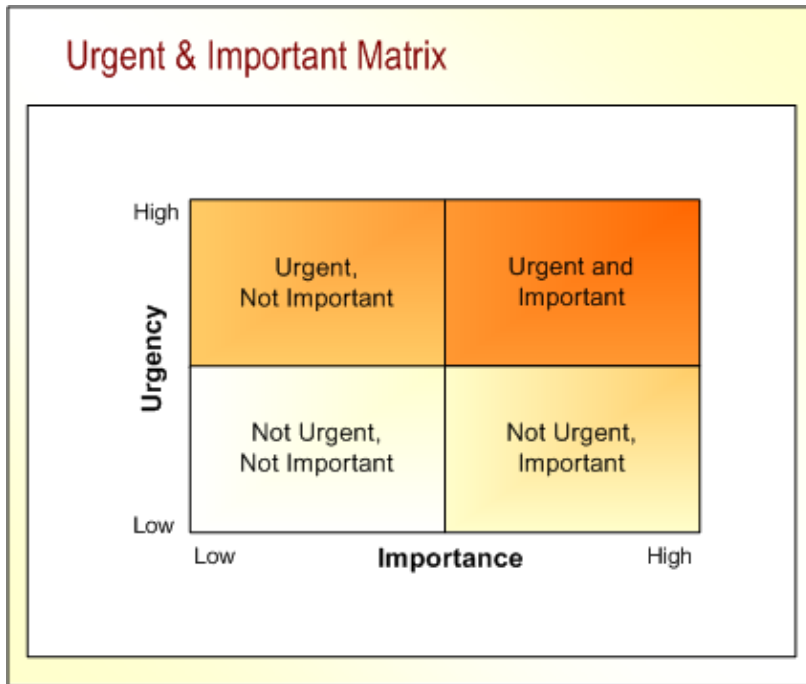 Urgent & Important Matrix
High
Urgent,
Not Important
Urgent and
Important
Urgency
Not Urgent,
Not Important
Not Urgent,
Important
Low
Low
Importance
High